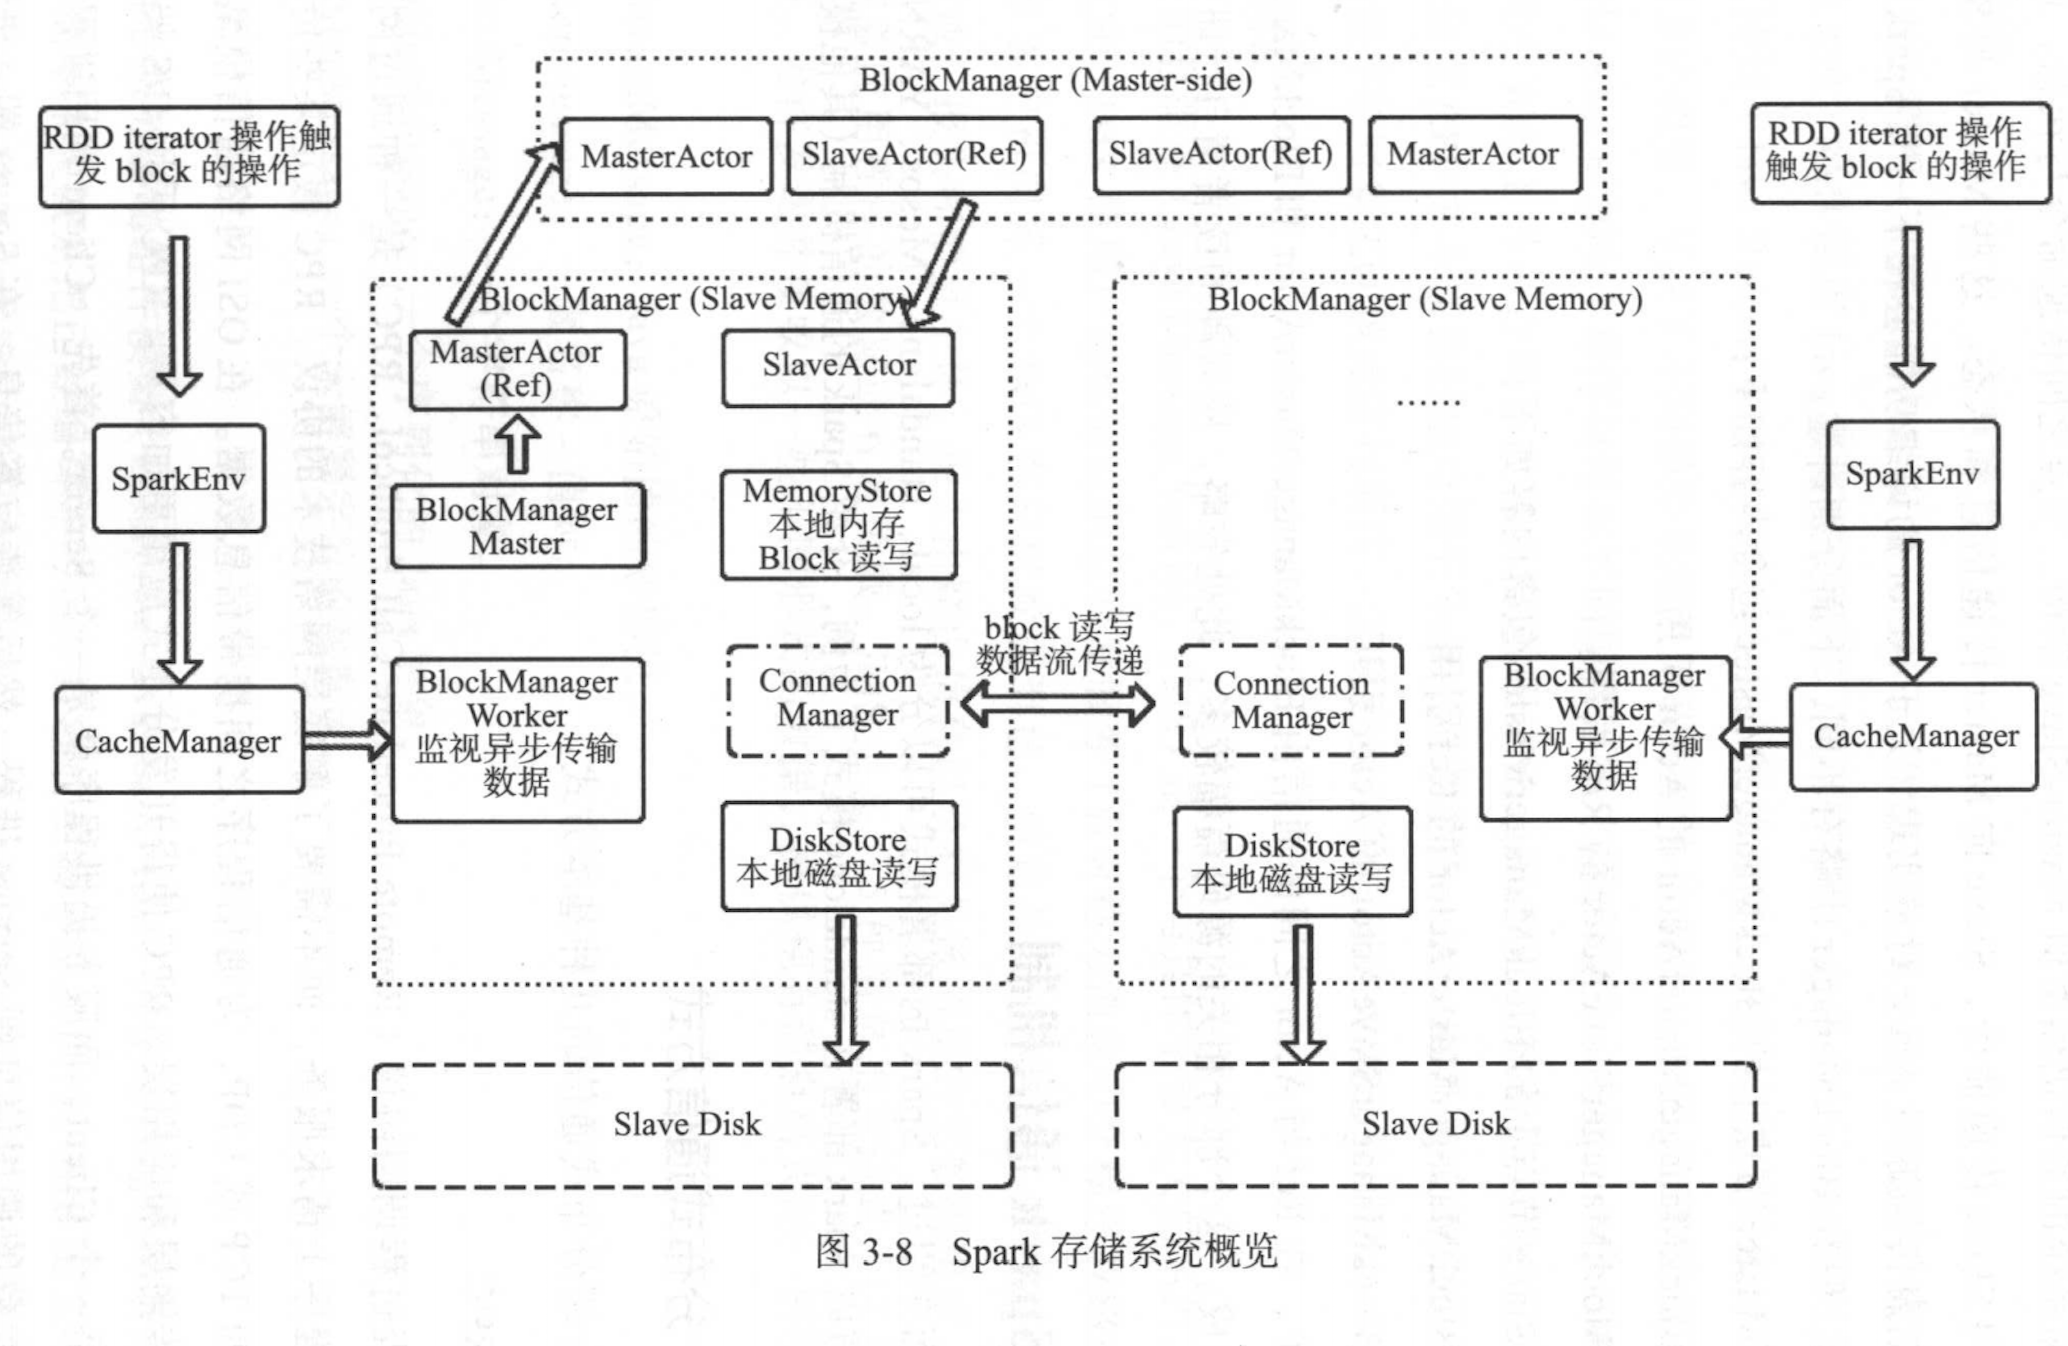 BlockManager (Master-side)
MasterActor
SlaveActor(Ref)
SlaveActor(Ref)
MasterActor
RDD iterator 操作触
发 block 的操作
SparkEnv
CacheManager
BlockManager (Slave Memory)
MasterActor
(Ref)
SlaveActor
BlockManager
Master
MemoryStore
本地内存
Block 读写
BlockManager
Worker
监视异步传输
数据
Connection
Manager
DiskStore
本地磁盘读写
block 读写
数据流传递
BlockManager (Slave Memory)
......
Connection
Manager
BlockManager
Worker
监视异步传输
数据
DiskStore
本地磁盘读写
RDD iterator 操作
触发 block 的操作
SparkEnv
CacheManager
Slave Disk
Slave Disk
图 3-8 Spark 存储系统概览